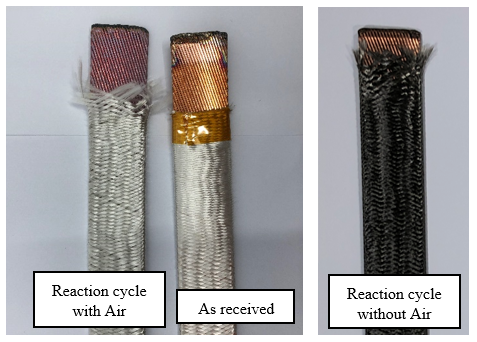 Reaction cycle
with Air
As received
Reaction cycle
without Air